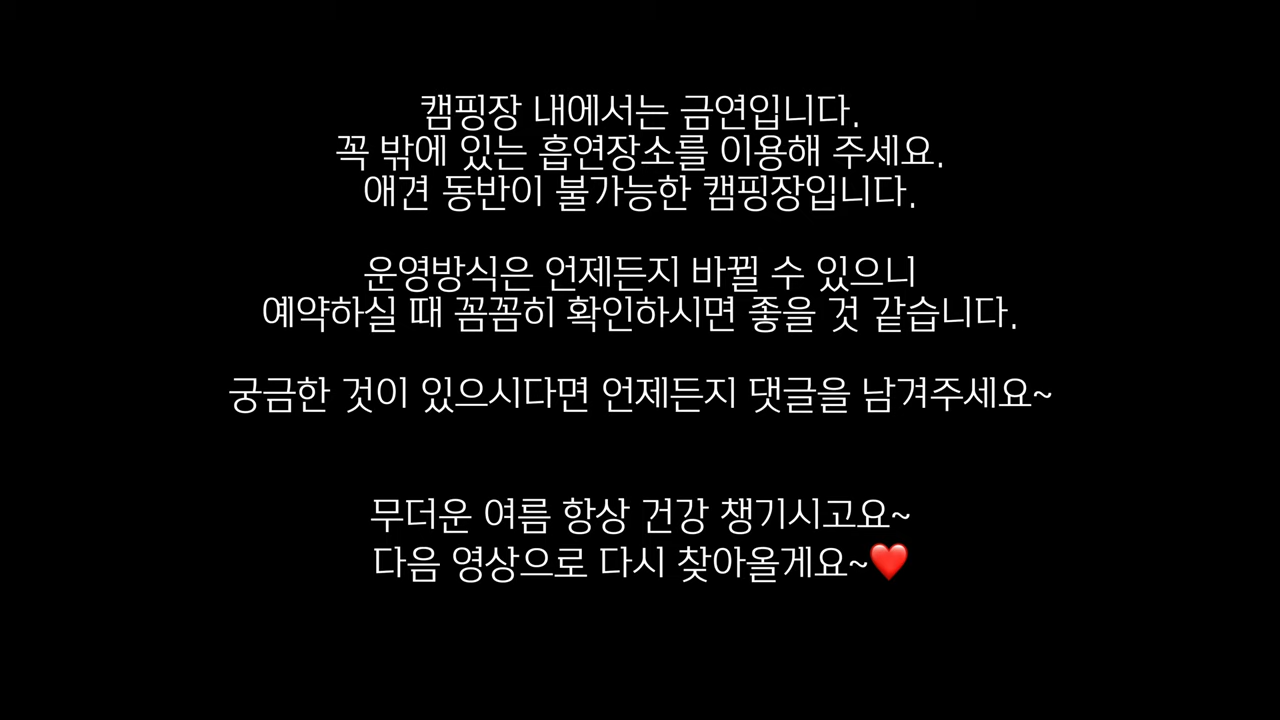 캠핑장 내에서는 금연입니다.
꼭 밖에 있는 흡연장소를 이용해 주세요.
애견 동반이 불가능한 캠핑장입니다.
운영방식은 언제든지 바뀔 수 있으니
예약하실 때 꼼꼼히 확인하시면 좋을 것 같습니다.
궁금한 것이 있으시다면 언제든지 댓글을 남겨주세요~
무더운 여름 항상 건강 챙기시고요~
다음 영상으로 다시 찾아올게요~❤️